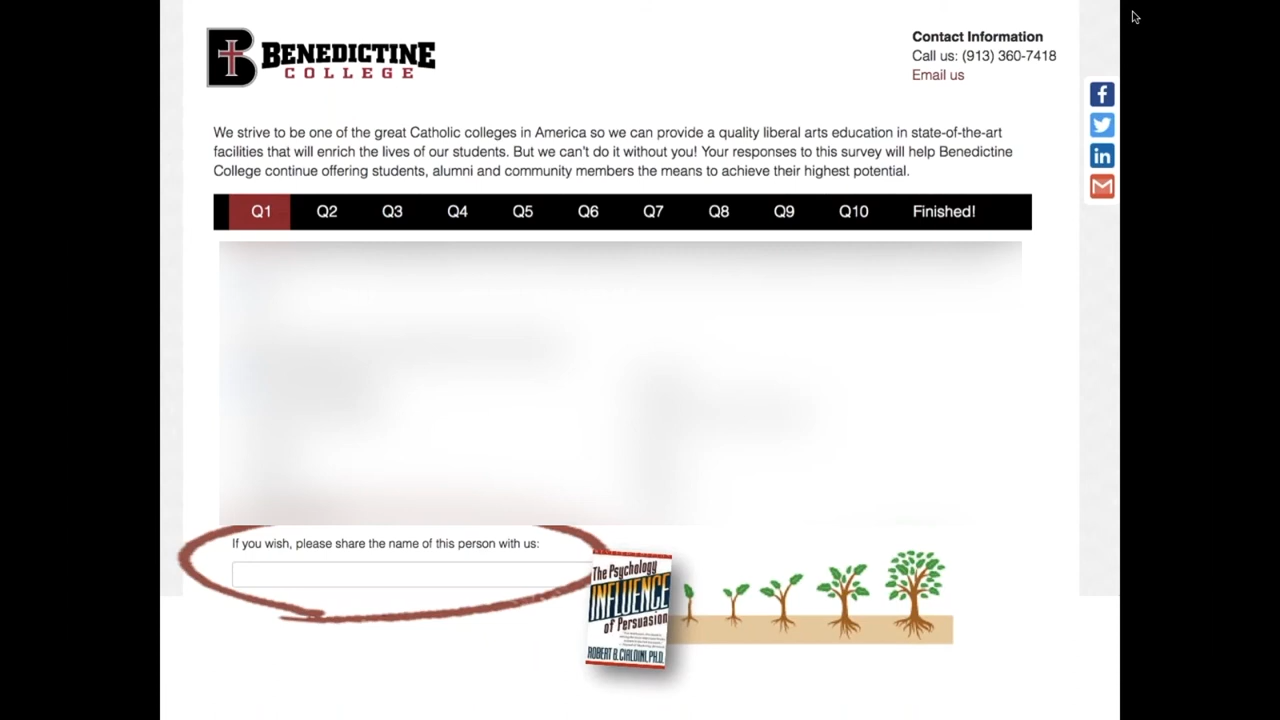 BENEDICTINE
COLLEGE
Contact Information
Call us: (913) 360-7418
Email us
We strive to be one of the great Catholic colleges in America so we can provide a quality liberal arts education in state-of-the-art
facilities that will enrich the lives of our students. But we can't do it without you! Your responses to this survey will help Benedictine
College continue offering students, alumni and community members the means to achieve their highest potential.
Q1 Q2 Q3 Q4 Q5 Q6 Q7 Q8 Q9 Q10 Finished!
If you wish, please share the name of this person with us:
The Psychology
INFLUENCE
of Persuasion
ROBERT B. CIALDINI, PH.D.